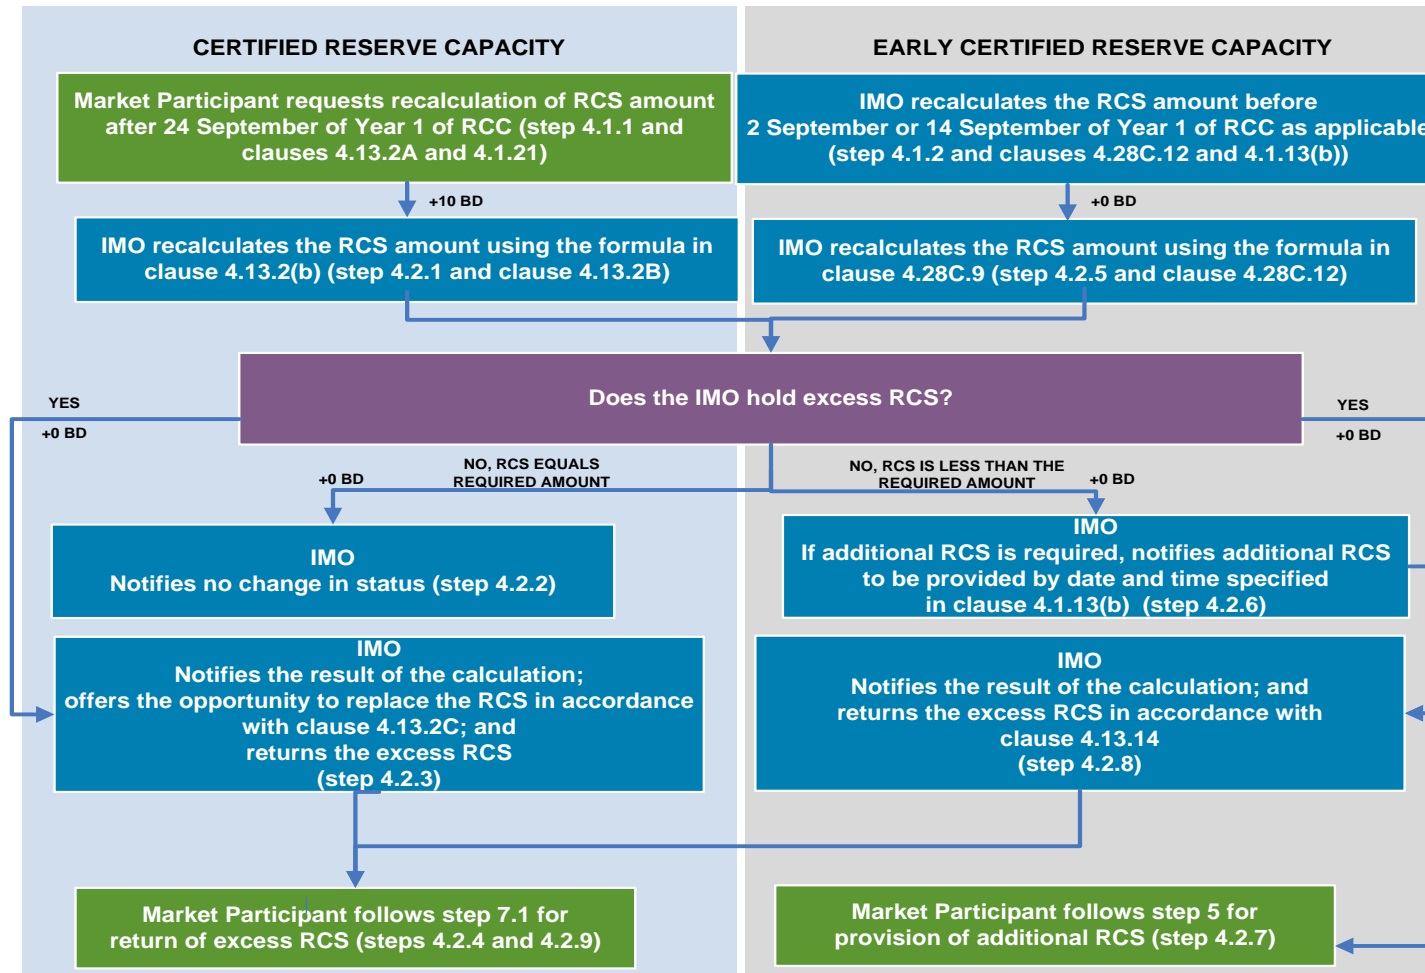 CERTIFIED RESERVE CAPACITY
EARLY CERTIFIED RESERVE CAPACITY
Market Participant requests recalculation of RCS amount
after 24 September of Year 1 of RCC (step 4.1.1 and
clauses 4.13.2A and 4.1.21)
IMO recalculates the RCS amount before
2 September or 14 September of Year 1 of RCC as applicable
(step 4.1.2 and clauses 4.28C.12 and 4.1.13(b))
+10 BD
+0 BD
IMO recalculates the RCS amount using the formula in
clause 4.13.2(b) (step 4.2.1 and clause 4.13.2B)
IMO recalculates the RCS amount using the formula in
clause 4.28C.9 (step 4.2.5 and clause 4.28C.12)
Does the IMO hold excess RCS?
YES
+0 BD
YES
+0 BD
NO, RCS EQUALS
REQUIRED AMOUNT
+0 BD
NO, RCS IS LESS THAN THE
REQUIRED AMOUNT
+0 BD
IMO
Notifies no change in status (step 4.2.2)
IMO
If additional RCS is required, notifies additional RCS
to be provided by date and time specified
in clause 4.1.13(b) (step 4.2.6)
IMO
Notifies the result of the calculation;
offers the opportunity to replace the RCS in accordance
with clause 4.13.2C; and
returns the excess RCS
(step 4.2.3)
IMO
Notifies the result of the calculation; and
returns the excess RCS in accordance with
clause 4.13.14
(step 4.2.8)
Market Participant follows step 7.1 for
return of excess RCS (steps 4.2.4 and 4.2.9)
Market Participant follows step 5 for
provision of additional RCS (step 4.2.7)